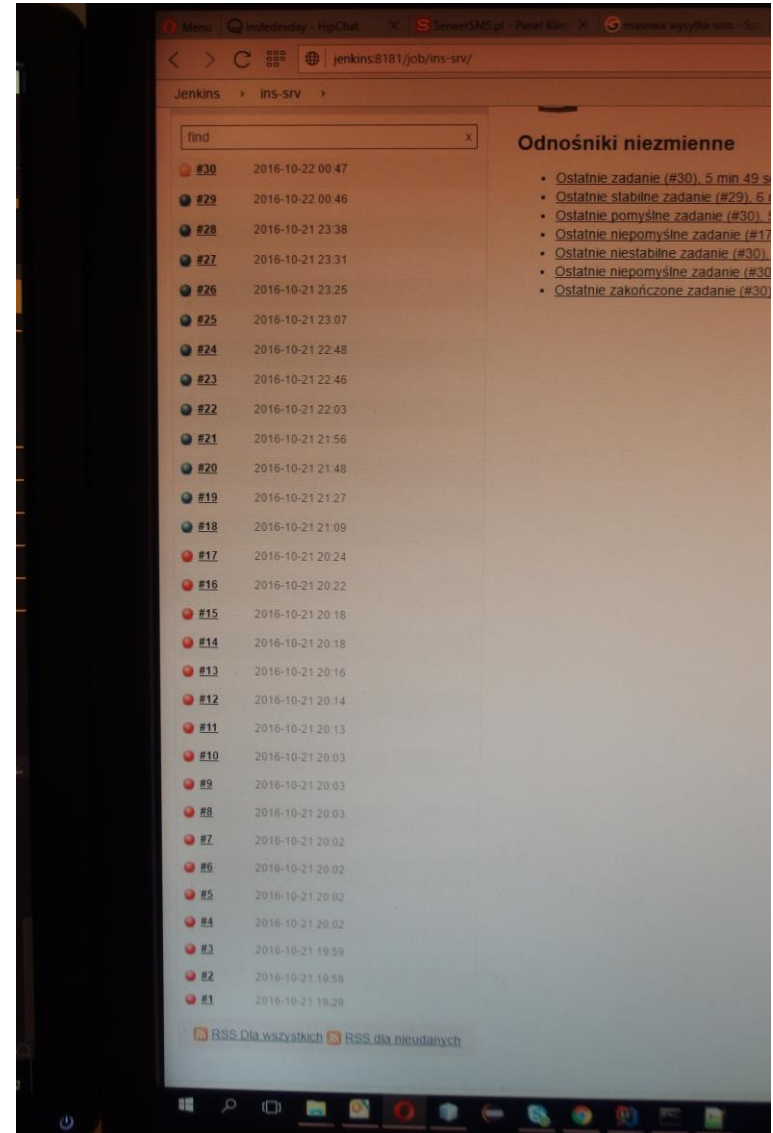 Menu
Insfedexday - HipChat
SerwerSMS.pl - Panel Klien
masowa wysyłka sms - Szu
jenkins:8181/job/ins-srv/
Jenkins ins-srv
find x
#30 2016-10-22 00:47
#29 2016-10-22 00:46
#28 2016-10-21 23:38
#27 2016-10-21 23:31
#26 2016-10-21 23:25
#25 2016-10-21 23:07
#24 2016-10-21 22:48
#23 2016-10-21 22:46
#22 2016-10-21 22:03
#21 2016-10-21 21:56
#20 2016-10-21 21:48
#19 2016-10-21 21:27
#18 2016-10-21 21:09
#17 2016-10-21 20:24
#16 2016-10-21 20:22
#15 2016-10-21 20:18
#14 2016-10-21 20:18
#13 2016-10-21 20:16
#12 2016-10-21 20:14
#11 2016-10-21 20:13
#10 2016-10-21 20:03
#9 2016-10-21 20:03
#8 2016-10-21 20:03
#7 2016-10-21 20:02
#6 2016-10-21 20:02
#5 2016-10-21 20:02
#4 2016-10-21 20:02
#3 2016-10-21 19:59
#2 2016-10-21 19:58
#1 2016-10-21 19:29
RSS Dla wszystkich RSS dla nieudanych
Odnośniki niezmienne
Ostatnie zadanie (#30), 5 min 49 s
Ostatnie stabilne zadanie (#29), 6
Ostatnie pomyślne zadanie (#30), 5
Ostatnie niepomyślne zadanie (#17
Ostatnie niestabilne zadanie (#30),
Ostatnie niepomyślne zadanie (#30
Ostatnie zakończone zadanie (#30)